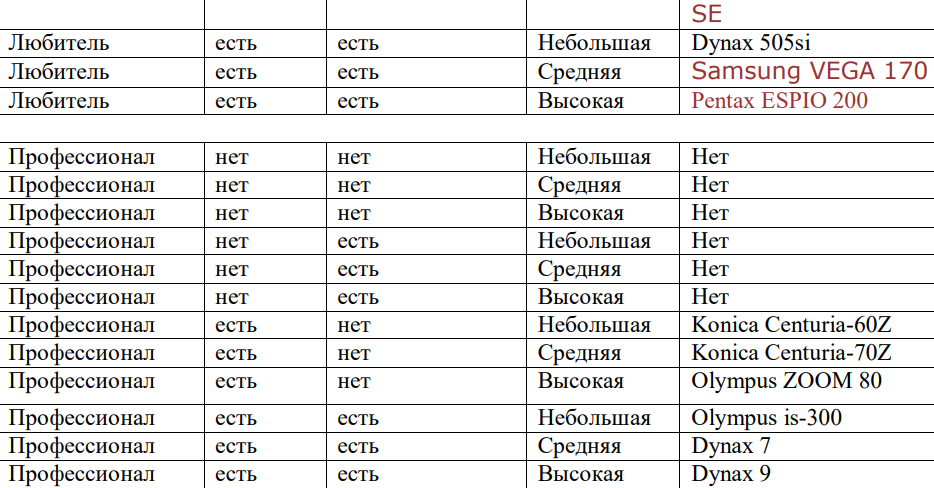 SE
Любитель есть есть Небольшая Dynax 505si
Любитель есть есть Средняя Samsung VEGA 170
Любитель есть есть Высокая Pentax ESPIO 200
Профессионал нет нет Небольшая Нет
Профессионал нет нет Средняя Нет
Профессионал нет нет Высокая Нет
Профессионал нет есть Небольшая Нет
Профессионал нет есть Средняя Нет
Профессионал нет есть Высокая Нет
Профессионал есть нет Небольшая Konica Centuria-60Z
Профессионал есть нет Средняя Konica Centuria-70Z
Профессионал есть нет Высокая Olympus ZOOM 80
Профессионал есть есть Небольшая Olympus is-300
Профессионал есть есть Средняя Dynax 7
Профессионал есть есть Высокая Dynax 9